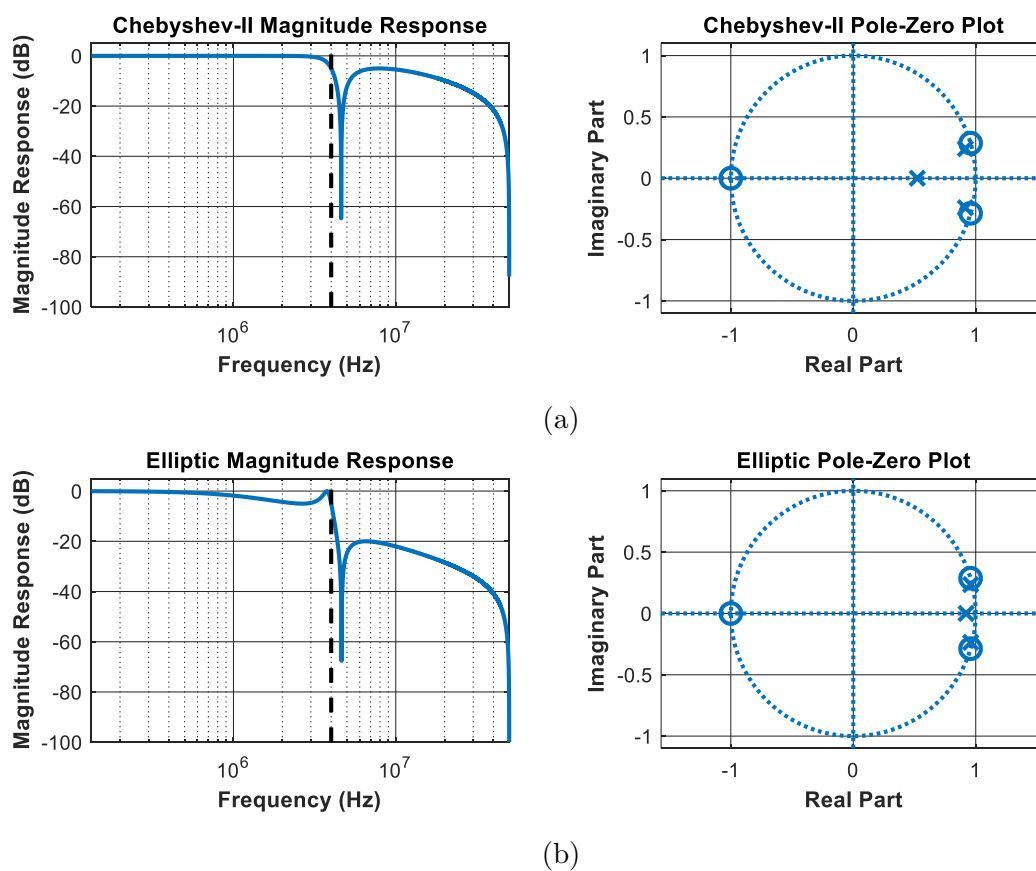 Chebyshev-II Magnitude Response
Magnitude Response (dB)
0
-20
-40
-60
-80
-100
10^6
10^7
Frequency (Hz)
Chebyshev-II Pole-Zero Plot
Imaginary Part
1
0.5
0
-0.5
-1
-1
0
1
Real Part
(a)
Elliptic Magnitude Response
Magnitude Response (dB)
0
-20
-40
-60
-80
-100
10^6
10^7
Frequency (Hz)
Elliptic Pole-Zero Plot
Imaginary Part
1
0.5
0
-0.5
-1
-1
0
1
Real Part
(b)